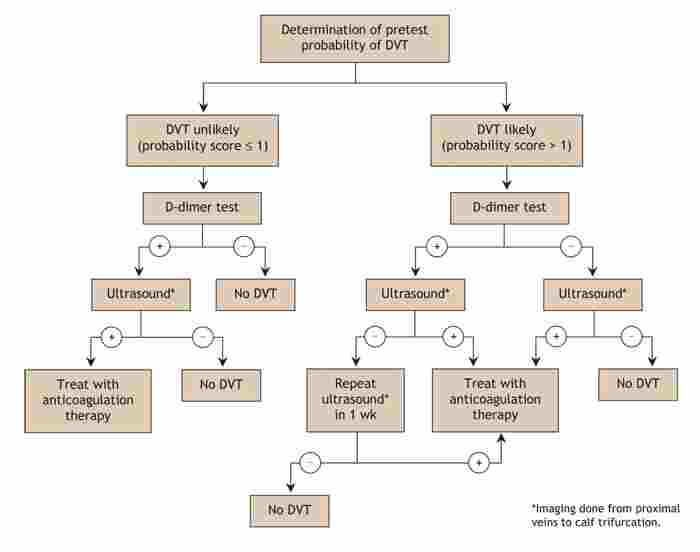 Determination of pretest
probability of DVT
DVT unlikely
(probability score ≤ 1)
DVT likely
(probability score > 1)
D-dimer test
D-dimer test
+
−
+
−
Ultrasound*
No DVT
Ultrasound*
Ultrasound*
+
−
−
+
+
−
Treat with
anticoagulation
therapy
No DVT
Repeat
ultrasound*
in 1 wk
Treat with
anticoagulation
therapy
No DVT
−
+
No DVT
*Imaging done from proximal
veins to calf trifurcation.